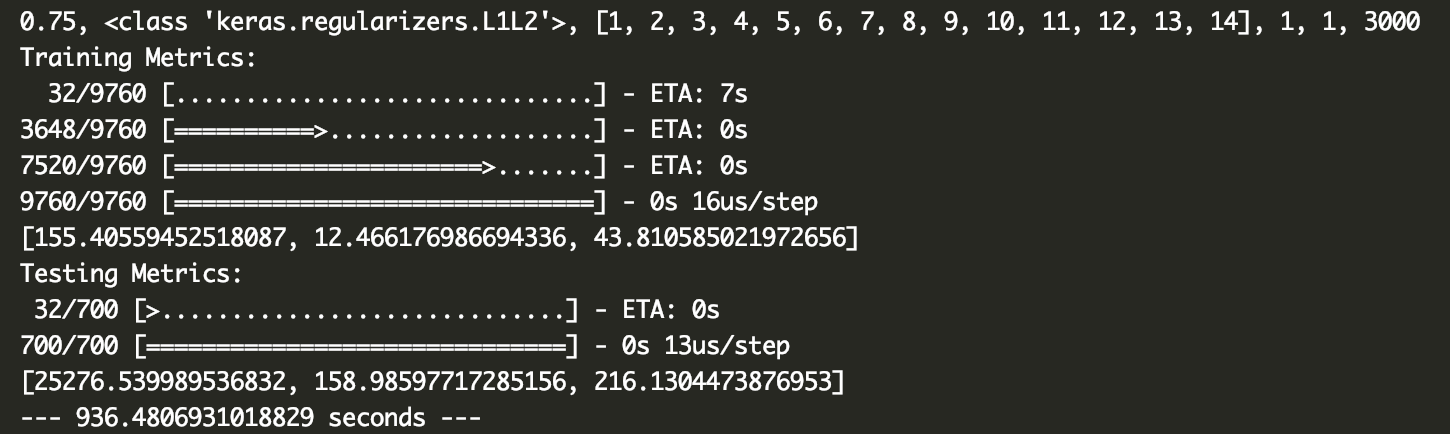 0.75, <class 'keras.regularizers.L1L2'>, [1, 2, 3, 4, 5, 6, 7, 8, 9, 10, 11, 12, 13, 14], 1, 1, 3000
Training Metrics:
  32/9760 [..............................] - ETA: 7s
3648/9760 [==========>...................] - ETA: 0s
7520/9760 [======================>.......] - ETA: 0s
9760/9760 [==============================] - 0s 16us/step
[155.40559452518087, 12.466176986694336, 43.810585021972656]
Testing Metrics:
 32/700 [>.............................] - ETA: 0s
700/700 [==============================] - 0s 13us/step
[25276.539989536832, 158.98597717285156, 216.1304473876953]
--- 936.4806931018829 seconds ---